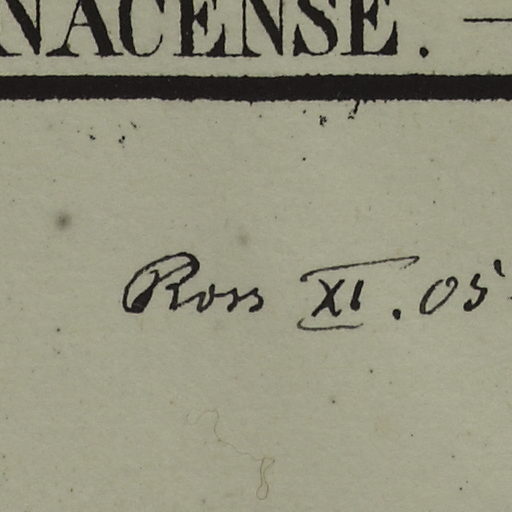 NACENSE. —
Ross XI. 05